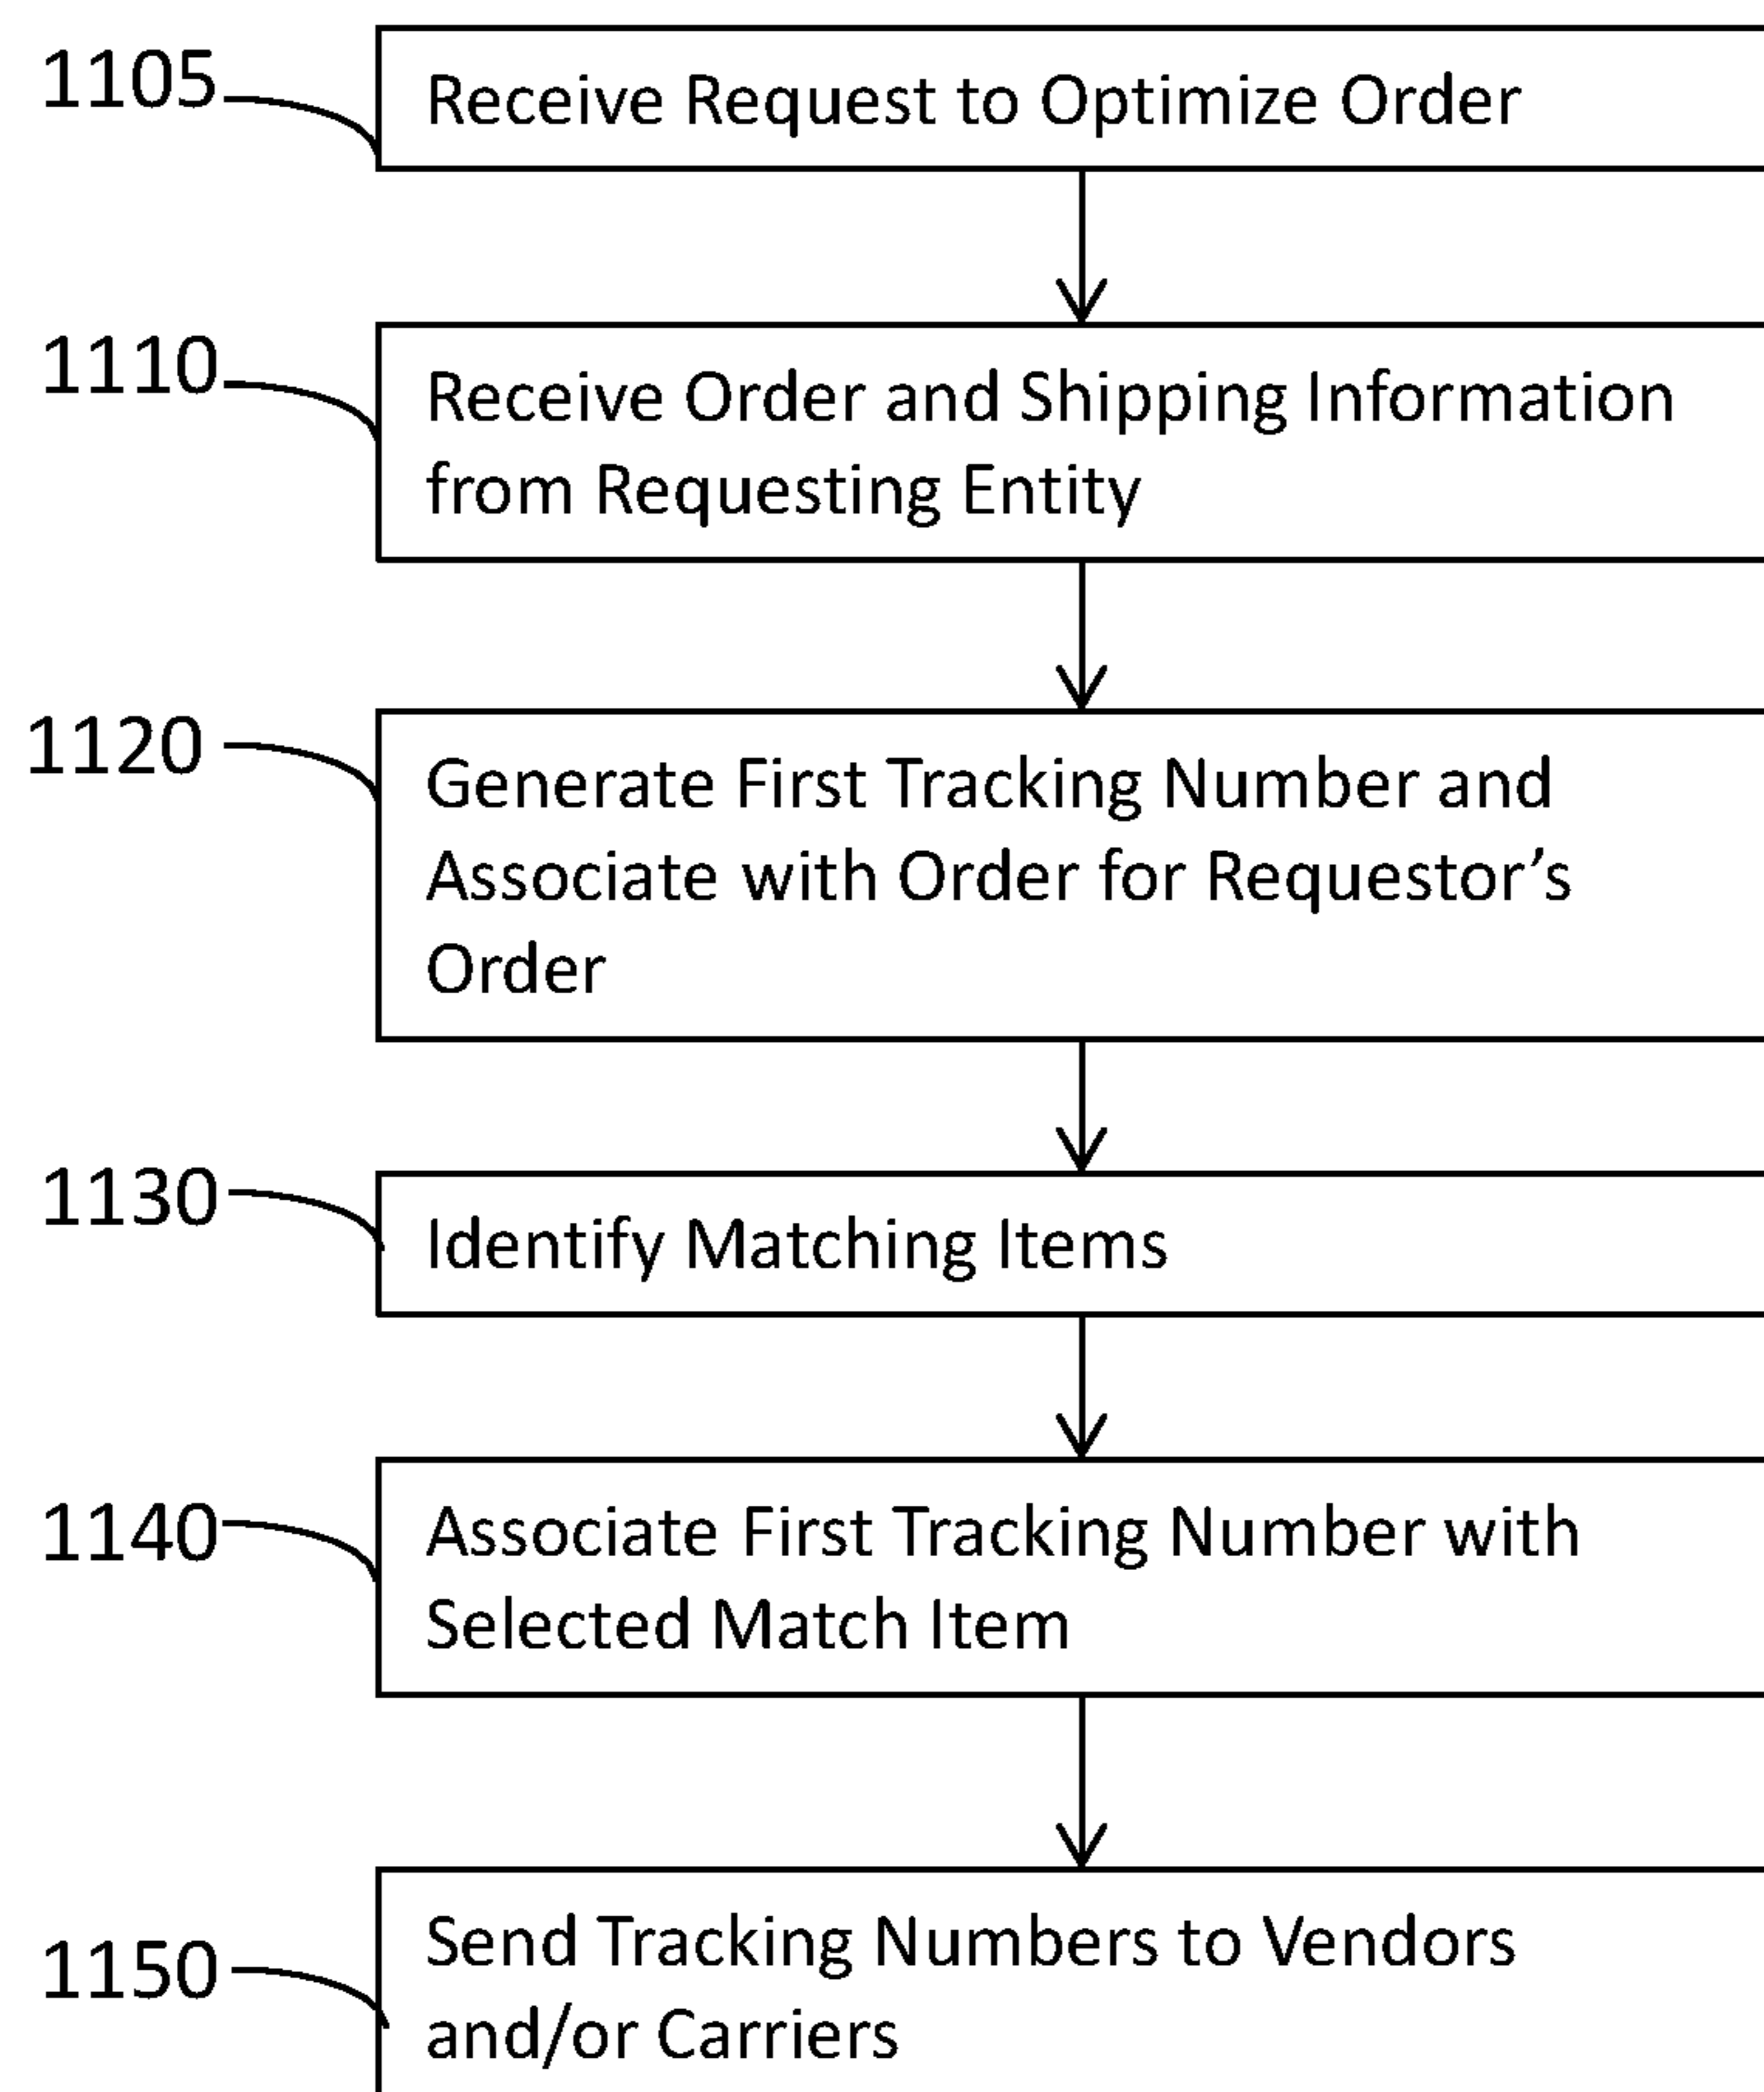 1105
Receive Request to Optimize Order
1110
Receive Order and Shipping Information
from Requesting Entity
1120
Generate First Tracking Number and
Associate with Order for Requestor’s
Order
1130
Identify Matching Items
1140
Associate First Tracking Number with
Selected Match Item
1150
Send Tracking Numbers to Vendors
and/or Carriers